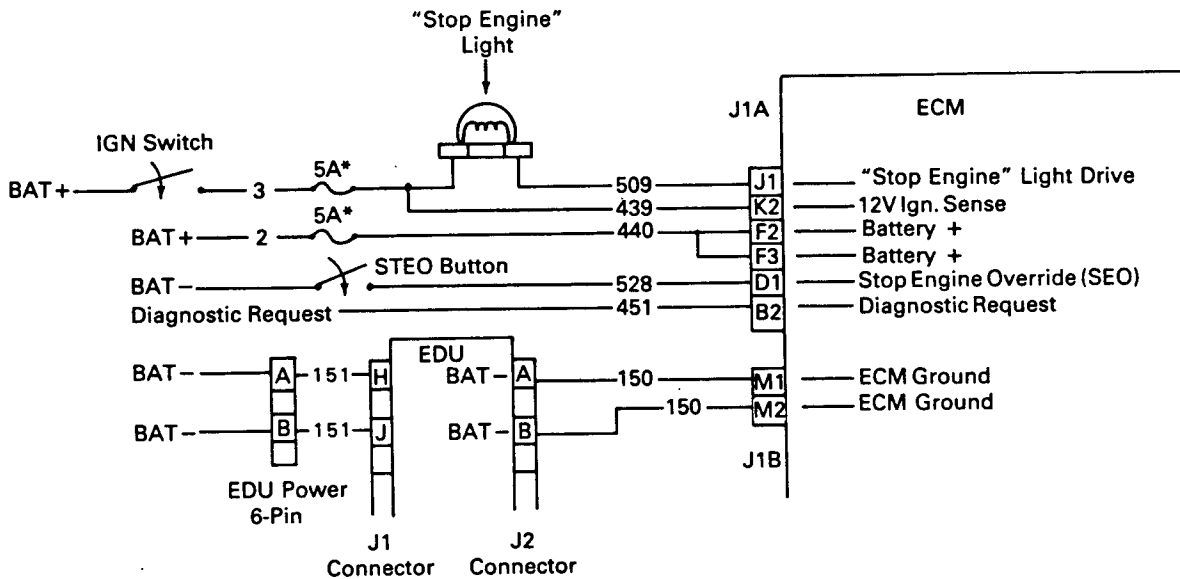 "Stop Engine"
Light
J1A
ECM
IGN Switch
BAT+
3
5A*
509
J1
"Stop Engine" Light Drive
439
K2
12V Ign. Sense
BAT+
2
5A*
440
F2
Battery +
F3
Battery +
BAT-
STEO Button
528
D1
Stop Engine Override (SEO)
Diagnostic Request
451
B2
Diagnostic Request
EDU
BAT-
A
151
H
BAT-
A
150
M1
ECM Ground
BAT-
B
151
J
BAT-
B
150
M2
ECM Ground
J1B
EDU Power
6-Pin
J1
Connector
J2
Connector